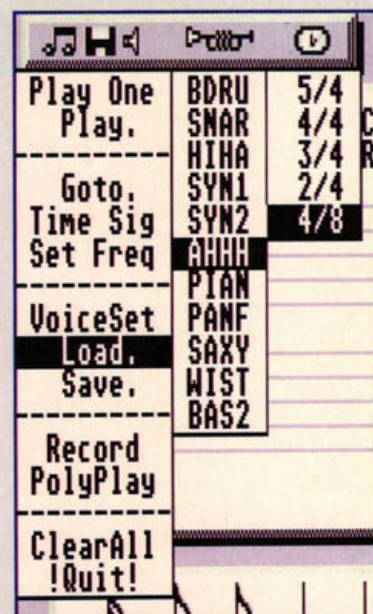 Play One
Play.
Goto.
Time Sig
Set Freq
VoiceSet
Load.
Save.
Record
PolyPlay
ClearAll
!Quit!
BDRU
SNAR
HIHA
SYN1
SYN2
AHHH
PIAN
PANF
SAXY
WIST
BAS2
5/4
4/4
3/4
2/4
4/8
C
R